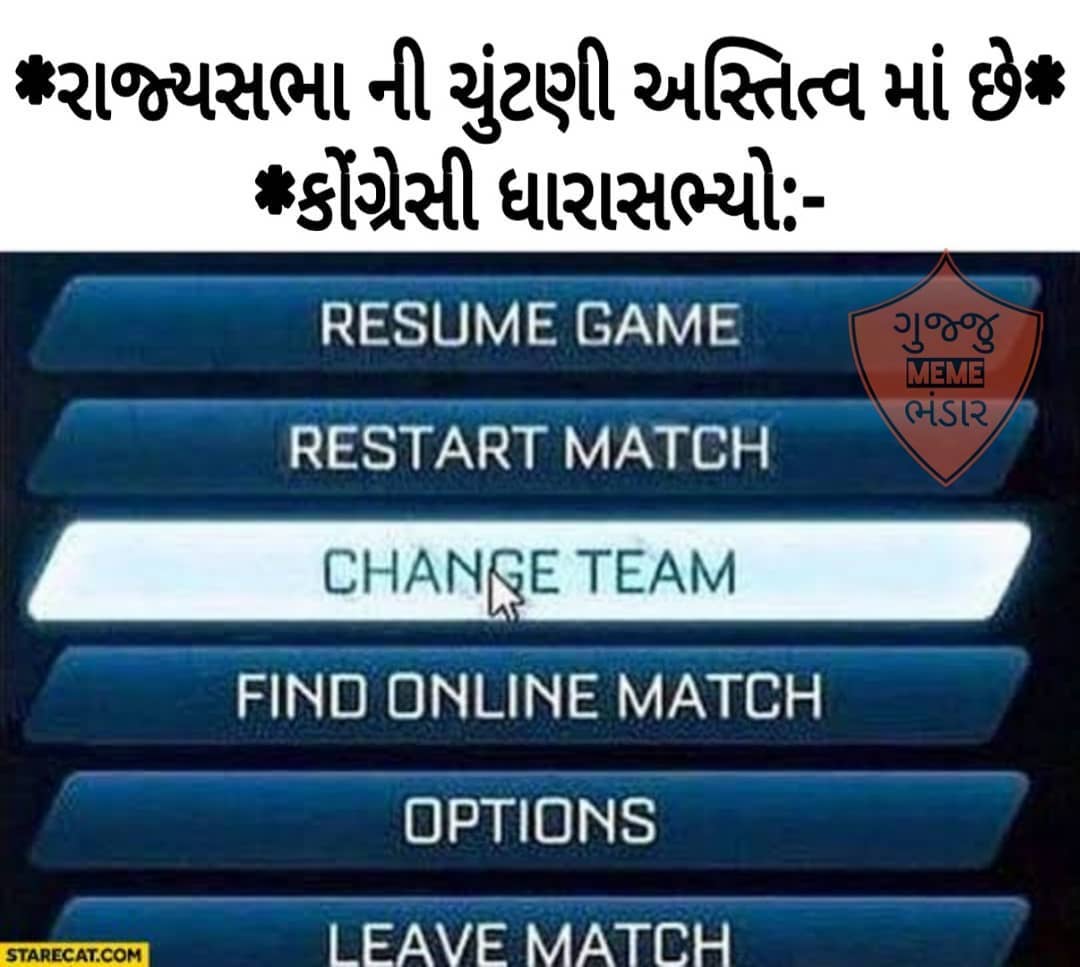 *રાજ્યસભા ની ચુંટણી અસ્તિત્વ માં છે*
*કોંગ્રેસી ધારાસભ્યો:-
RESUME GAME
ગુજ્જુ
MEME
ભંડાર
RESTART MATCH
CHANGE TEAM
FIND ONLINE MATCH
OPTIONS
LEAVE MATCH
STARECAT.COM